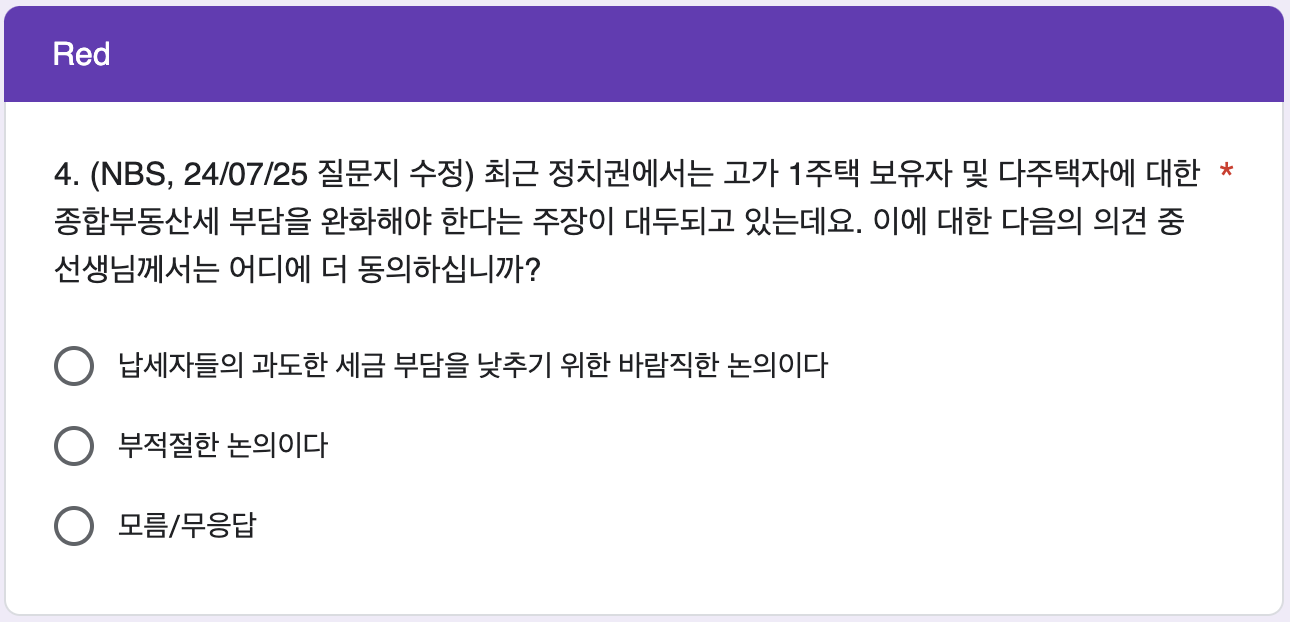 Red
4. (NBS, 24/07/25 질문지 수정) 최근 정치권에서는 고가 1주택 보유자 및 다주택자에 대한 *
종합부동산세 부담을 완화해야 한다는 주장이 대두되고 있는데요. 이에 대한 다음의 의견 중
선생님께서는 어디에 더 동의하십니까?
납세자들의 과도한 세금 부담을 낮추기 위한 바람직한 논의이다
부적절한 논의이다
모름/무응답